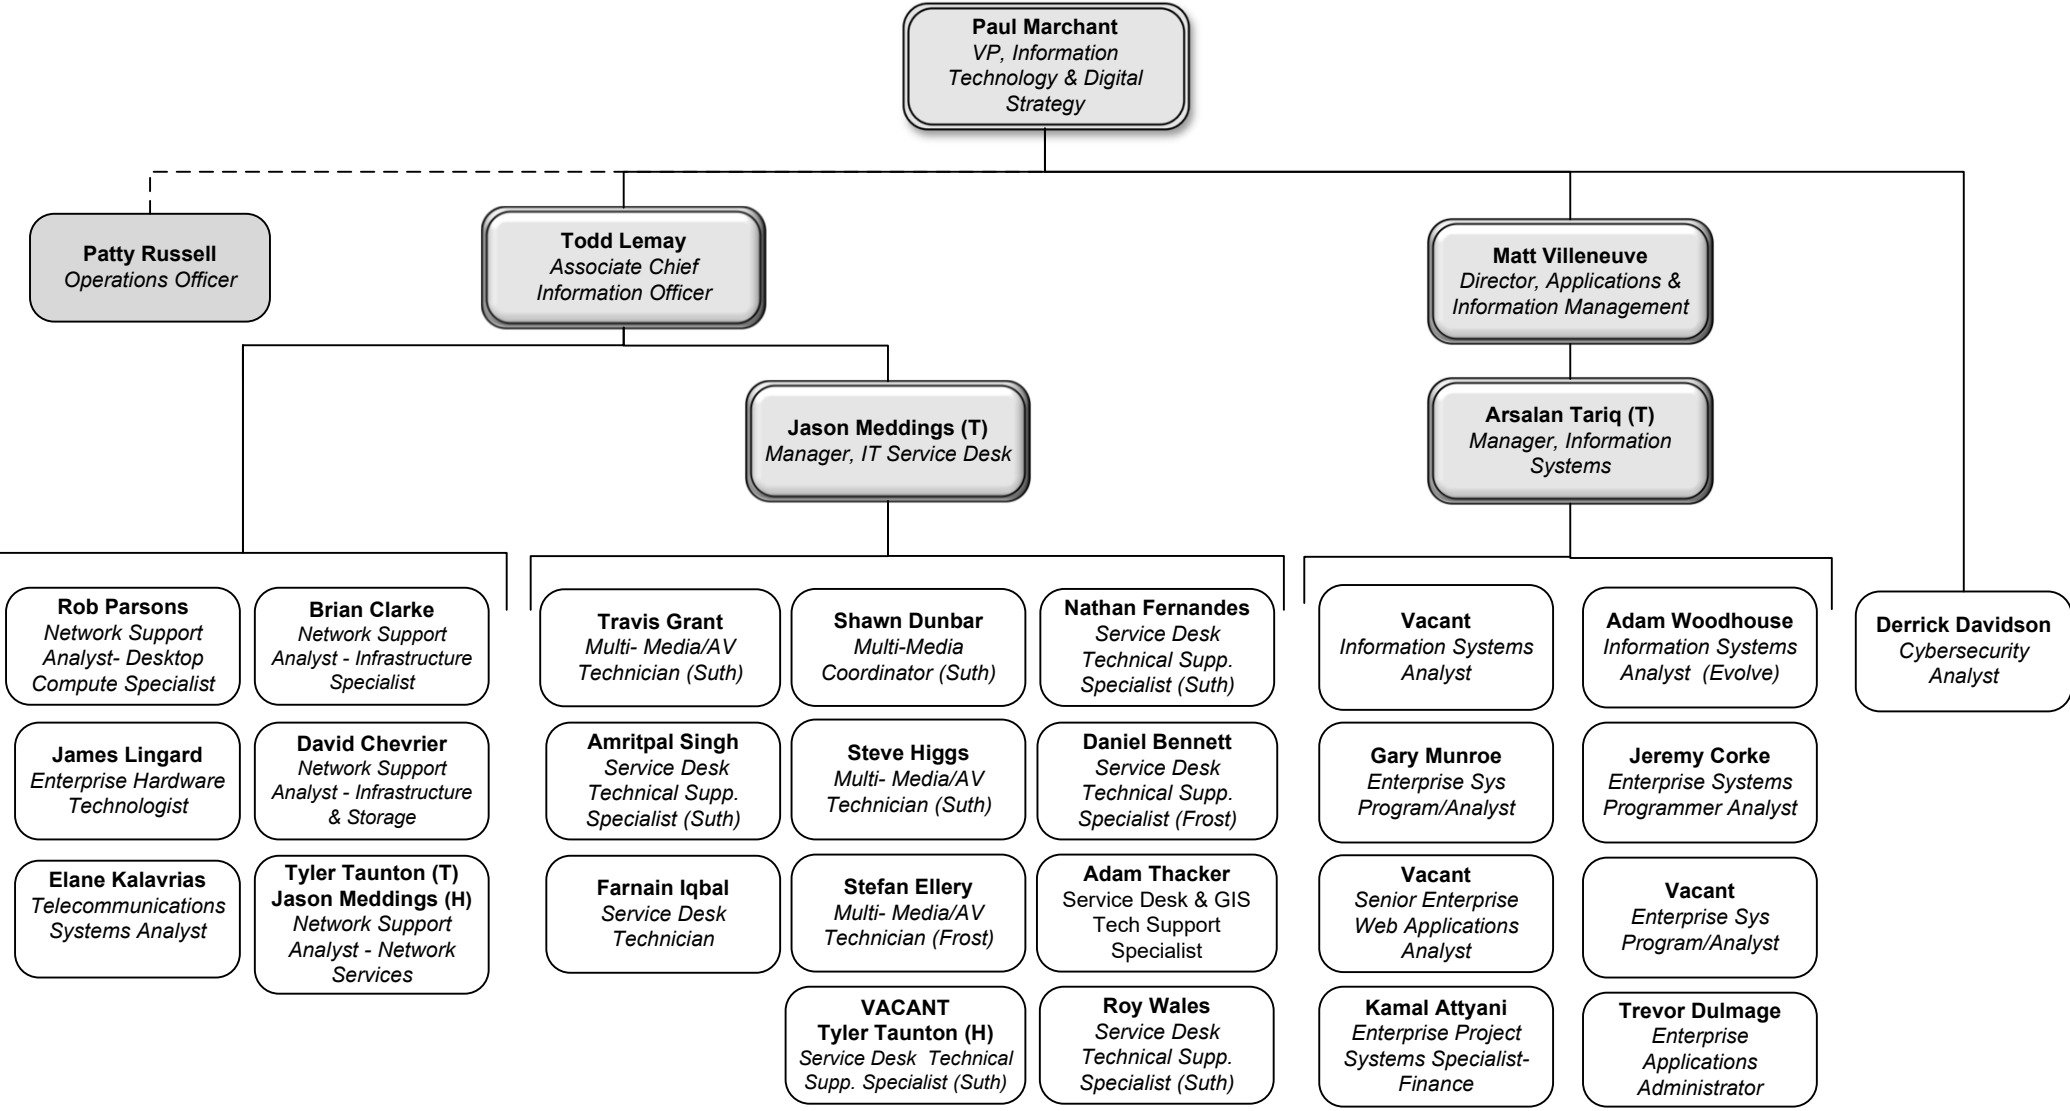 Paul Marchant
VP, Information
Technology & Digital
Strategy
Patty Russell
Operations Officer
Todd Lemay
Associate Chief
Information Officer
Matt Villeneuve
Director, Applications &
Information Management
Jason Meddings (T)
Manager, IT Service Desk
Arsalan Tariq (T)
Manager, Information
Systems
Rob Parsons
Network Support
Analyst- Desktop
Compute Specialist
Brian Clarke
Network Support
Analyst - Infrastructure
Specialist
Travis Grant
Multi- Media/AV
Technician (Suth)
Shawn Dunbar
Multi-Media
Coordinator (Suth)
Nathan Fernandes
Service Desk
Technical Supp.
Specialist (Suth)
Vacant
Information Systems
Analyst
Adam Woodhouse
Information Systems
Analyst (Evolve)
Derrick Davidson
Cybersecurity
Analyst
James Lingard
Enterprise Hardware
Technologist
David Chevrier
Network Support
Analyst - Infrastructure
& Storage
Amritpal Singh
Service Desk
Technical Supp.
Specialist (Suth)
Steve Higgs
Multi- Media/AV
Technician (Suth)
Daniel Bennett
Service Desk
Technical Supp.
Specialist (Frost)
Gary Munroe
Enterprise Sys
Program/Analyst
Jeremy Corke
Enterprise Systems
Programmer Analyst
Elane Kalavrias
Telecommunications
Systems Analyst
Tyler Taunton (T)
Jason Meddings (H)
Network Support
Analyst - Network
Services
Farnain Iqbal
Service Desk
Technician
Stefan Ellery
Multi- Media/AV
Technician (Frost)
Adam Thacker
Service Desk & GIS
Tech Support
Specialist
Vacant
Senior Enterprise
Web Applications
Analyst
Vacant
Enterprise Sys
Program/Analyst
VACANT
Tyler Taunton (H)
Service Desk Technical
Supp. Specialist (Suth)
Roy Wales
Service Desk
Technical Supp.
Specialist (Suth)
Kamal Attyani
Enterprise Project
Systems Specialist-
Finance
Trevor Dulmage
Enterprise
Applications
Administrator